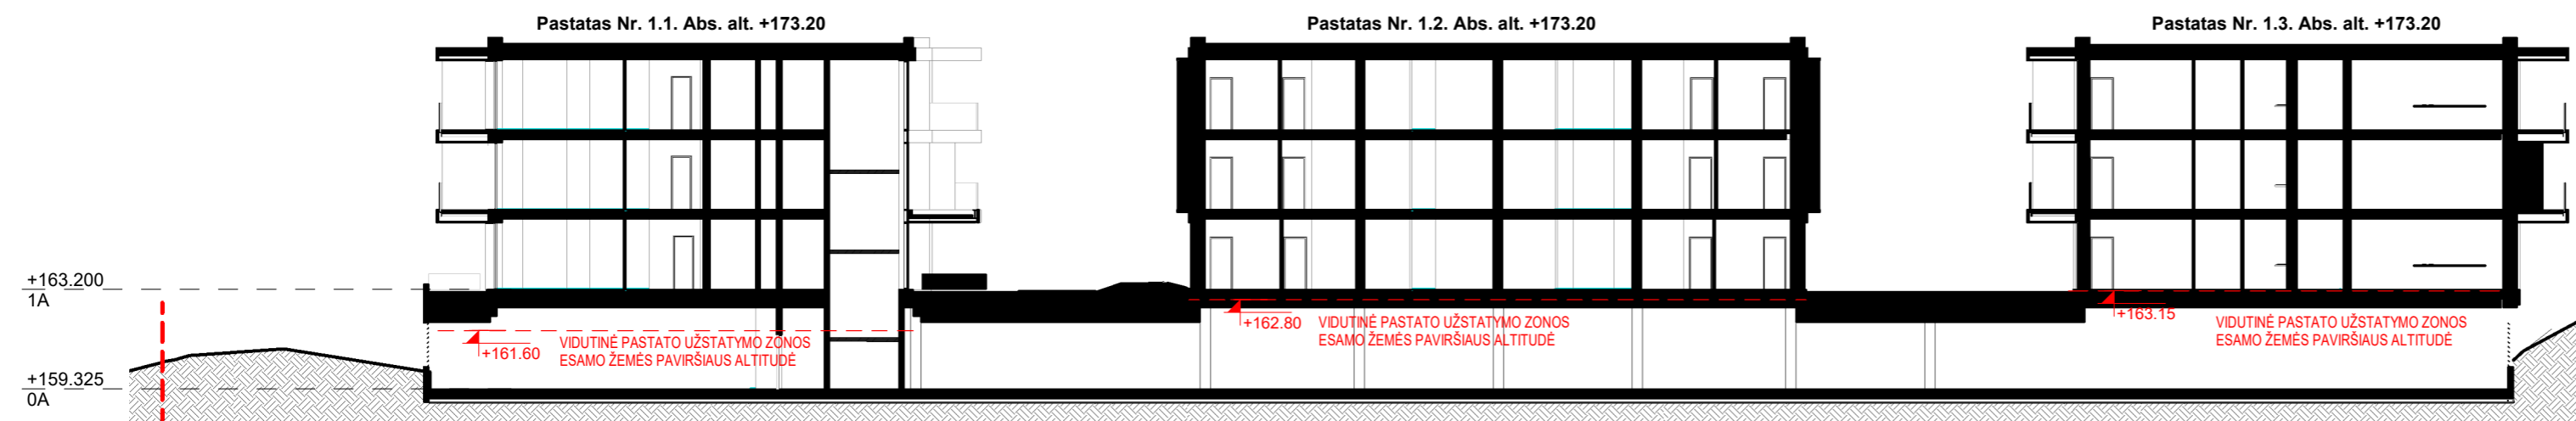 Pastatas Nr. 1.1. Abs. alt. +173.20
Pastatas Nr. 1.2. Abs. alt. +173.20
Pastatas Nr. 1.3. Abs. alt. +173.20
+163.200
1A
+161.60
VIDUTINĖ PASTATO UŽSTATYMO ZONOS
ESAMO ŽEMĖS PAVIRŠIAUS ALTITUDĖ
+162.80
VIDUTINĖ PASTATO UŽSTATYMO ZONOS
ESAMO ŽEMĖS PAVIRŠIAUS ALTITUDĖ
+163.15
VIDUTINĖ PASTATO UŽSTATYMO ZONOS
ESAMO ŽEMĖS PAVIRŠIAUS ALTITUDĖ
+159.325
0A